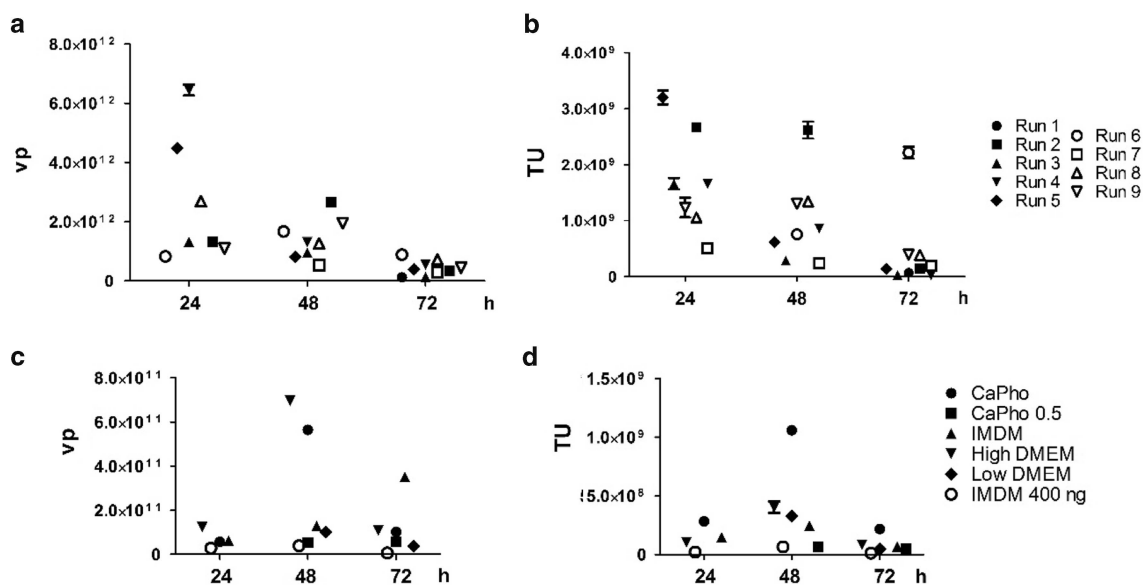 a
8.0×10¹²
6.0×10¹²
4.0×10¹²
2.0×10¹²
0
vp
24 48 72 h
b
4.0×10⁹
3.0×10⁹
2.0×10⁹
1.0×10⁹
0
TU
24 48 72 h
Run 1
Run 2
Run 3
Run 4
Run 5
Run 6
Run 7
Run 8
Run 9
c
8.0×10¹¹
6.0×10¹¹
4.0×10¹¹
2.0×10¹¹
0
vp
24 48 72 h
d
1.5×10⁹
1.0×10⁹
5.0×10⁸
0
TU
24 48 72 h
CaPho
CaPho 0.5
IMDM
High DMEM
Low DMEM
IMDM 400 ng